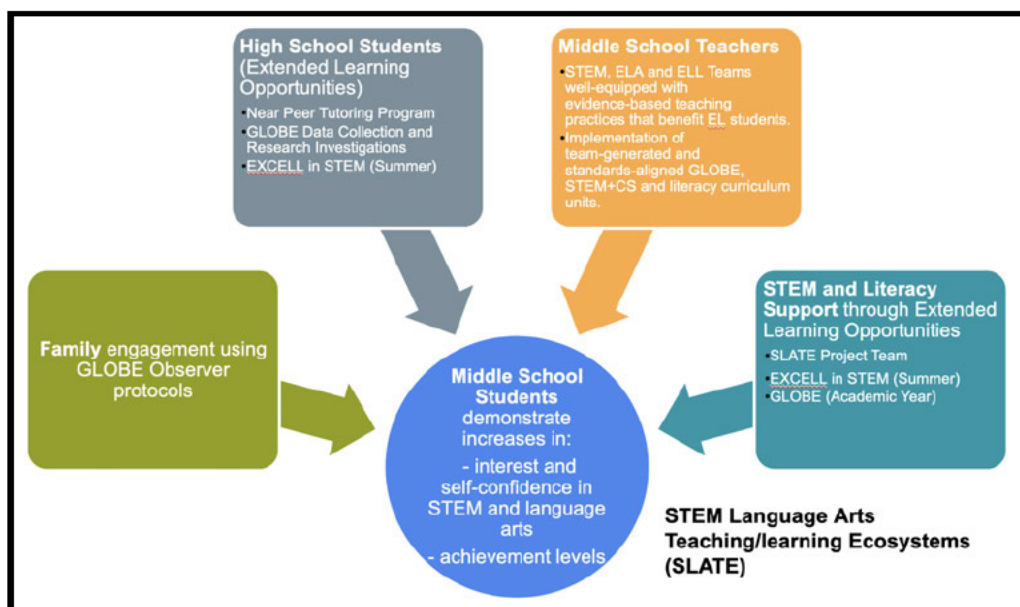 High School Students
(Extended Learning
Opportunities)
•Near Peer Tutoring Program
•GLOBE Data Collection and
Research Investigations
•EXCELL in STEM (Summer)
Middle School Teachers
•STEM, ELA and ELL Teams
well-equipped with
evidence-based teaching
practices that benefit EL students.
•Implementation of
team-generated and
standards-aligned GLOBE,
STEM+CS and literacy curriculum
units.
Family engagement using
GLOBE Observer
protocols
STEM and Literacy
Support through Extended
Learning Opportunities
•SLATE Project Team
•EXCELL in STEM (Summer)
•GLOBE (Academic Year)
Middle School
Students
demonstrate
increases in:
- interest and
self-confidence in
STEM and language
arts
- achievement levels
STEM Language Arts
Teaching/learning Ecosystems
(SLATE)